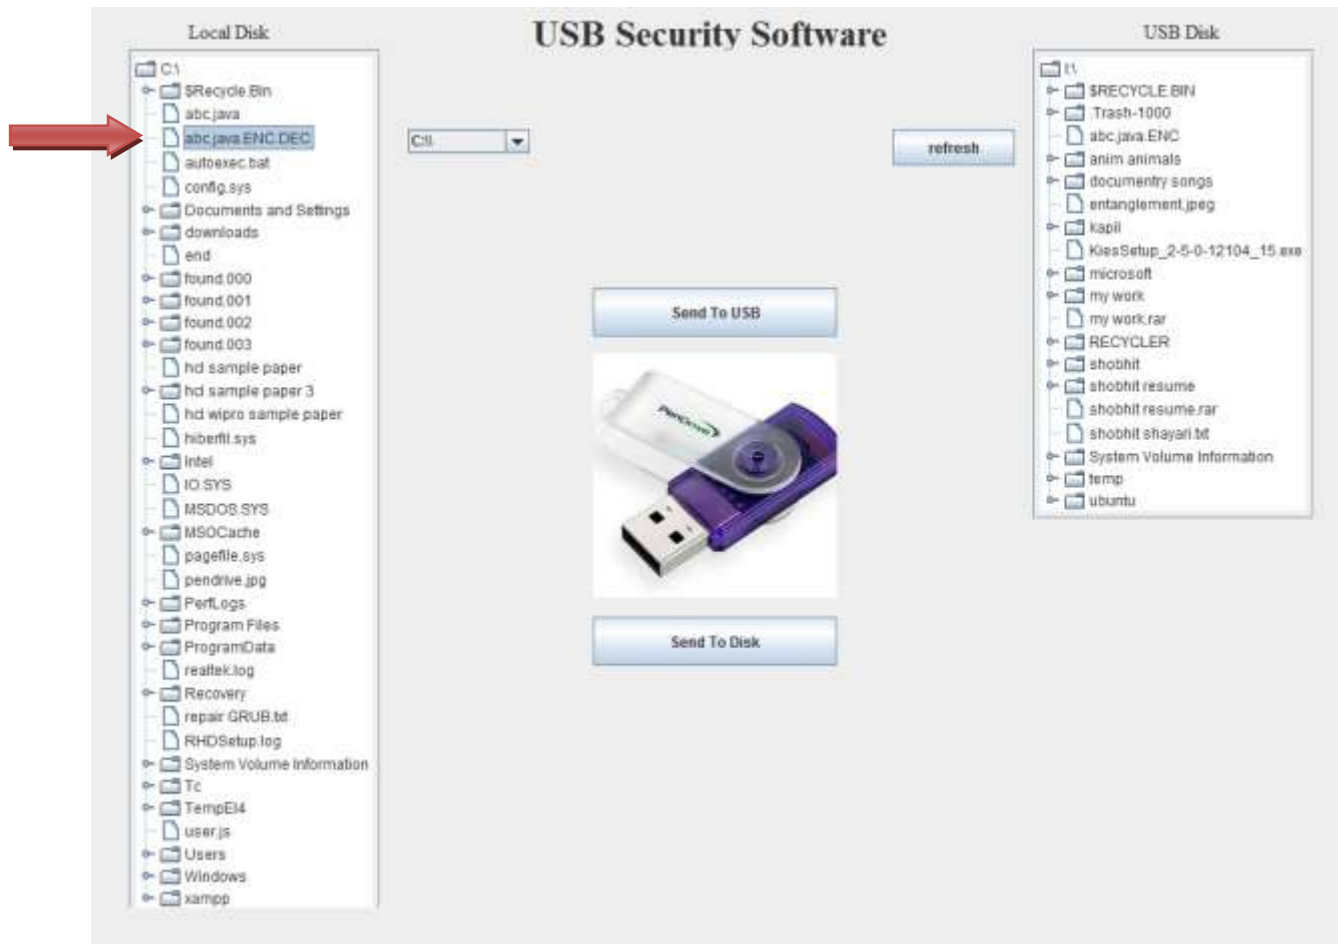 USB Security Software
Local Disk
C:\
$Recycle.Bin
abc.java
abc.java.ENC.DEC
autoexec.bat
config.sys
Documents and Settings
downloads
end
found.000
found.001
found.002
found.003
hcl sample paper
hcl sample paper 3
hcl wipro sample paper
hiberfil.sys
Intel
IO.SYS
MSDOS.SYS
MSOCache
pagefile.sys
pendrive.jpg
PerfLogs
Program Files
ProgramData
realtek.log
Recovery
repair GRUB.txt
RHDSetup.log
System Volume Information
Tc
TempEI4
user.js
Users
Windows
xampp
C:\\
Send To USB
PenDrive
Send To Disk
refresh
USB Disk
I:\
$RECYCLE.BIN
.Trash-1000
abc.java.ENC
anim animals
documentry songs
entanglement.jpeg
kapil
KiesSetup_2-5-0-12104_15.exe
microsoft
my work
my work.rar
RECYCLER
shobhit
shobhit resume
shobhit resume.rar
shobhit shayari.txt
System Volume Information
temp
ubuntu